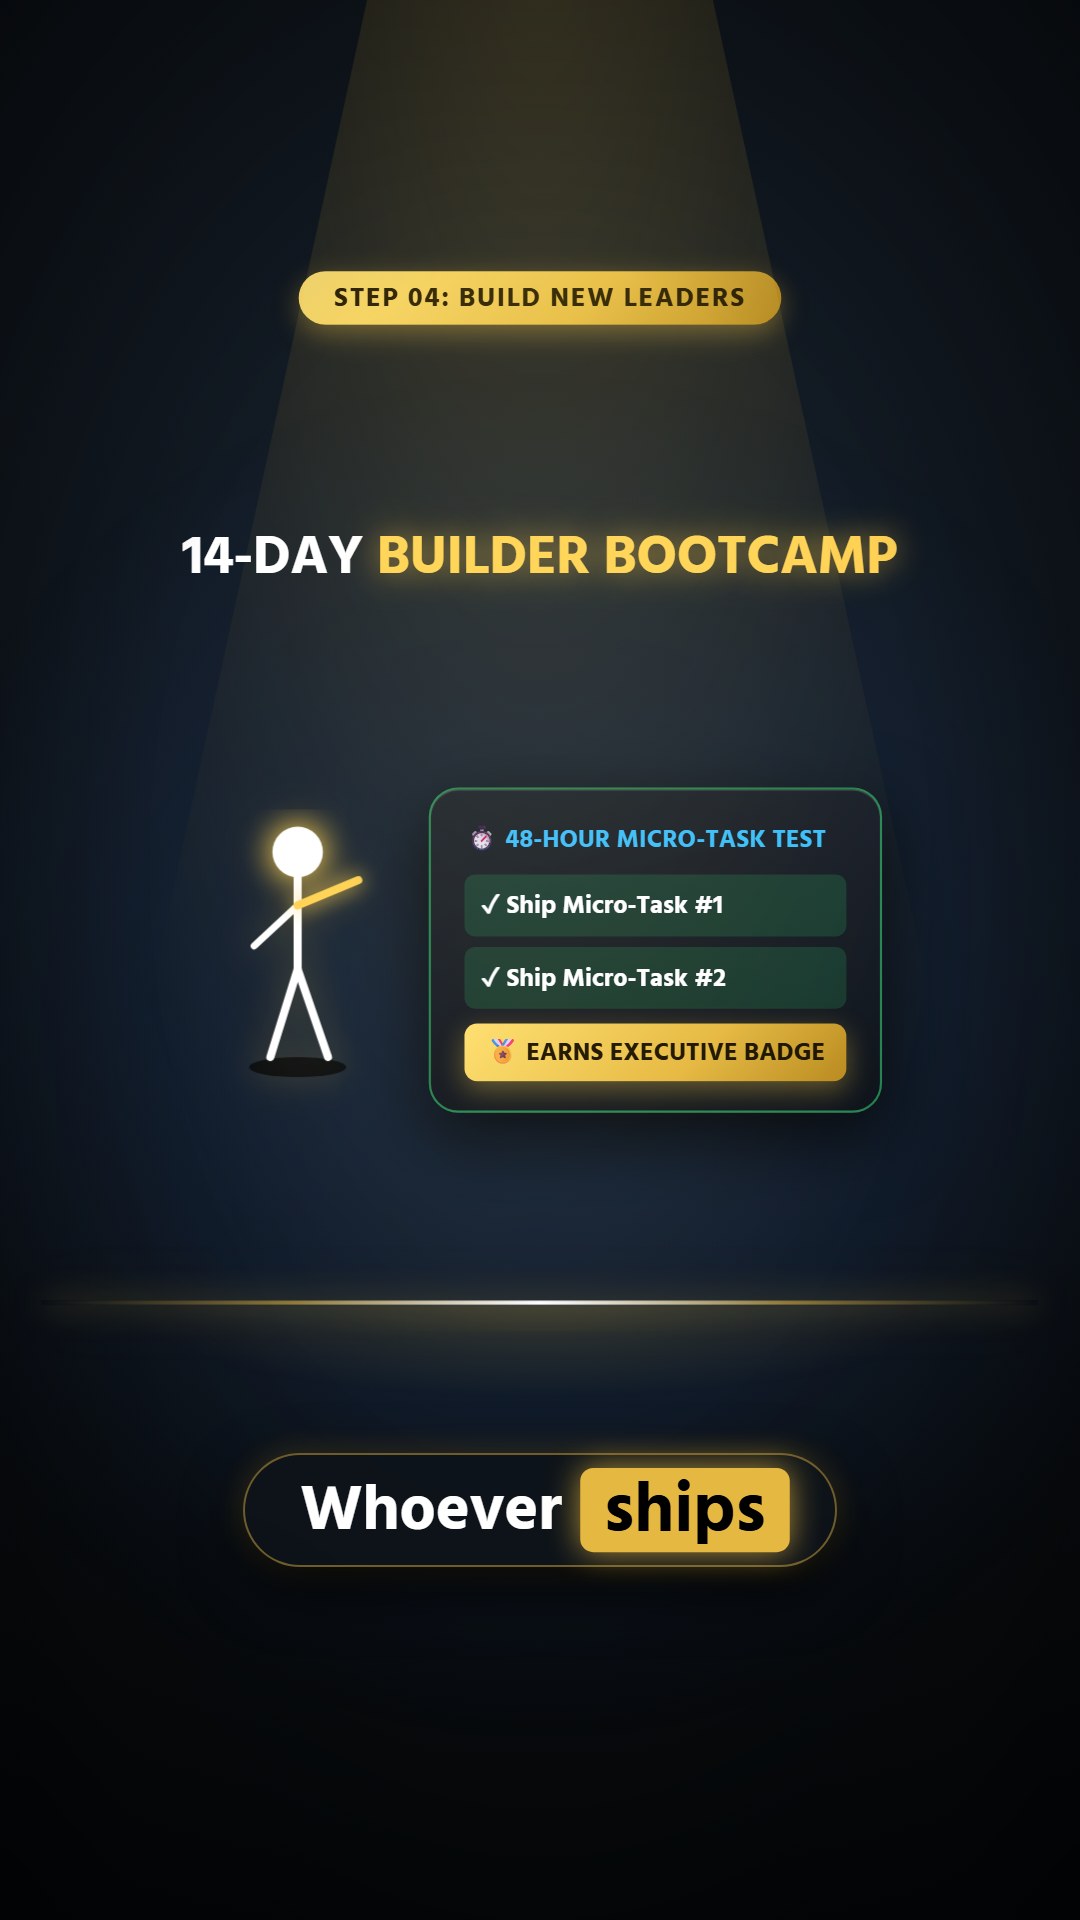 STEP 04: BUILD NEW LEADERS
14-DAY BUILDER BOOTCAMP
⏱ 48-HOUR MICRO-TASK TEST
✓ Ship Micro-Task #1
✓ Ship Micro-Task #2
🏅 EARNS EXECUTIVE BADGE
Whoever ships